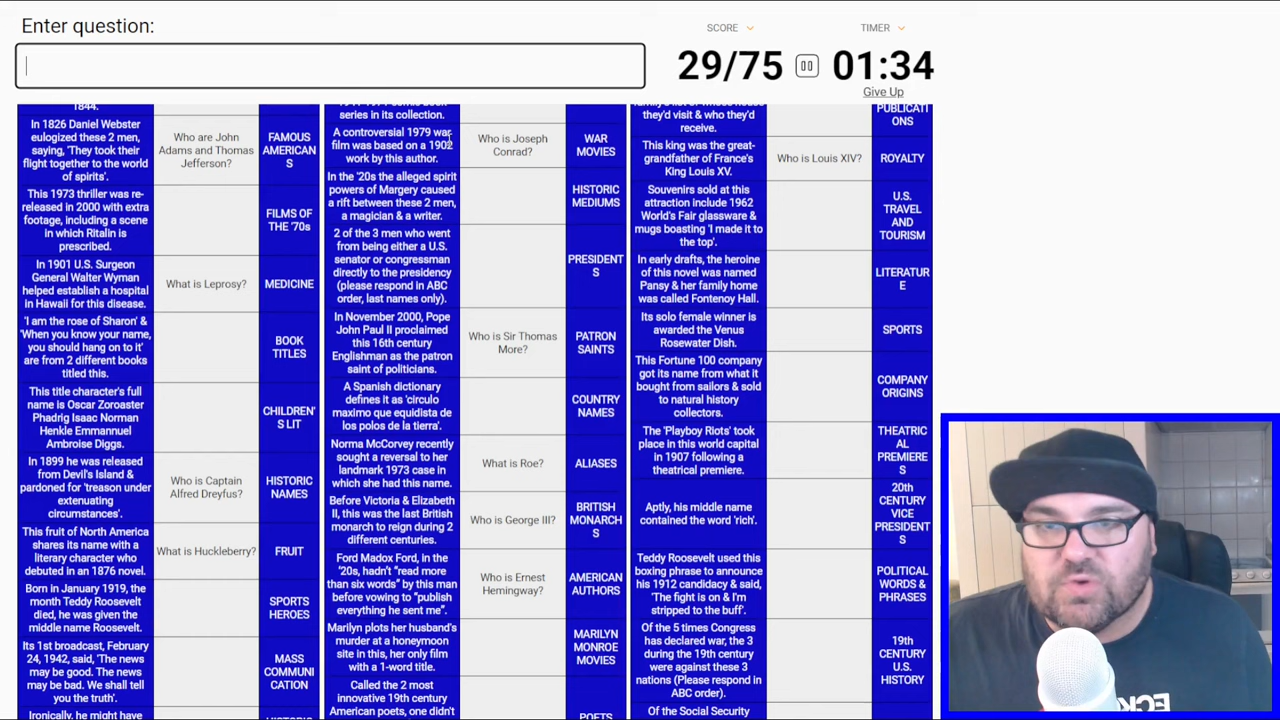 Enter question:
SCORE
TIMER
29/75
01:34
Give Up
1844.
In 1826 Daniel Webster
eulogized these 2 men,
saying, 'They took their
flight together to the world
of spirits'.
Who are John
Adams and Thomas
Jefferson?
FAMOUS
AMERICAN
S
This 1973 thriller was re-
released in 2000 with extra
footage, including a scene
in which Ritalin is
prescribed.
FILMS OF
THE '70s
In 1901 U.S. Surgeon
General Walter Wyman
helped establish a hospital
in Hawaii for this disease.
What is Leprosy?
MEDICINE
'I am the rose of Sharon' &
'When you know your name,
you should hang on to it'
are from 2 different books
titled this.
BOOK
TITLES
This title character's full
name is Oscar Zoroaster
Phadrig Isaac Norman
Henkle Emmannuel
Ambroise Diggs.
CHILDREN'
S LIT
In 1899 he was released
from Devil's Island &
pardoned for 'treason under
extenuating
circumstances'.
Who is Captain
Alfred Dreyfus?
HISTORIC
NAMES
This fruit of North America
shares its name with a
literary character who
debuted in an 1876 novel.
What is Huckleberry?
FRUIT
Born in January 1919, the
month Teddy Roosevelt
died, he was given the
middle name Roosevelt.
SPORTS
HEROES
Its 1st broadcast, February
24, 1942, said, 'The news
may be good. The news
may be bad. We shall tell
you the truth'.
MASS
COMMUNI
CATION
Ironically, he might have
series in its collection.
A controversial 1979 war
film was based on a 1902
work by this author.
Who is Joseph
Conrad?
WAR
MOVIES
In the '20s the alleged spirit
powers of Margery caused
a rift between these 2 men,
a magician & a writer.
HISTORIC
MEDIUMS
2 of the 3 men who went
from being either a U.S.
senator or congressman
directly to the presidency
(please respond in ABC
order, last names only).
PRESIDENT
S
In November 2000, Pope
John Paul II proclaimed
this 16th century
Englishman as the patron
saint of politicians.
Who is Sir Thomas
More?
PATRON
SAINTS
A Spanish dictionary
defines it as 'circulo
maximo que equidista de
los polos de la tierra'.
COUNTRY
NAMES
Norma McCorvey recently
sought a reversal to her
landmark 1973 case in
which she had this name.
What is Roe?
ALIASES
Before Victoria & Elizabeth
II, this was the last British
monarch to reign during 2
different centuries.
Who is George III?
BRITISH
MONARCH
S
Ford Madox Ford, in the
'20s, hadn't “read more
than six words” by this man
before vowing to “publish
everything he sent me”.
Who is Ernest
Hemingway?
AMERICAN
AUTHORS
Marilyn plots her husband's
murder at a honeymoon
site in this, her only film
with a 1-word title.
MARILYN
MONROE
MOVIES
Called the 2 most
innovative 19th century
American poets, one didn't
POETS
they'd visit & who they'd
receive.
PUBLICATI
ONS
This king was the great-
grandfather of France's
King Louis XV.
Who is Louis XIV?
ROYALTY
Souvenirs sold at this
attraction include 1962
World's Fair glassware &
mugs boasting 'I made it to
the top'.
U.S.
TRAVEL
AND
TOURISM
In early drafts, the heroine
of this novel was named
Pansy & her family home
was called Fontenoy Hall.
LITERATUR
E
Its solo female winner is
awarded the Venus
Rosewater Dish.
SPORTS
This Fortune 100 company
got its name from what it
bought from sailors & sold
to natural history
collectors.
COMPANY
ORIGINS
The 'Playboy Riots' took
place in this world capital
in 1907 following a
theatrical premiere.
THEATRIC
AL
PREMIERE
S
Aptly, his middle name
contained the word 'rich'.
20th
CENTURY
VICE
PRESIDENT
S
Teddy Roosevelt used this
boxing phrase to announce
his 1912 candidacy & said,
'The fight is on & I'm
stripped to the buff'.
POLITICAL
WORDS &
PHRASES
Of the 5 times Congress
has declared war, the 3
during the 19th century
were against these 3
nations (Please respond in
ABC order).
19th
CENTURY
U.S.
HISTORY
Of the Social Security